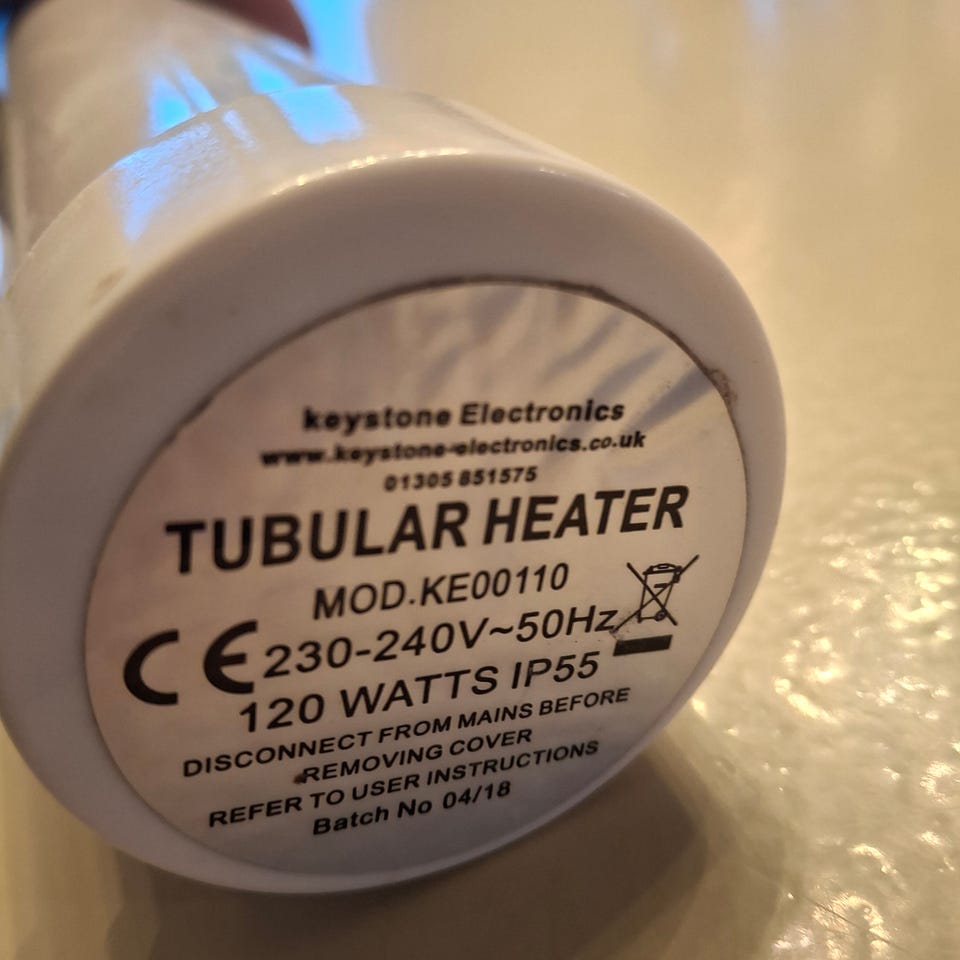 keystone Electronics
www.keystone-electronics.co.uk
01305 851575
TUBULAR HEATER
MOD.KE00110
CE 230-240V~50Hz
120 WATTS IP55
DISCONNECT FROM MAINS BEFORE
REMOVING COVER
REFER TO USER INSTRUCTIONS
Batch No 04/18